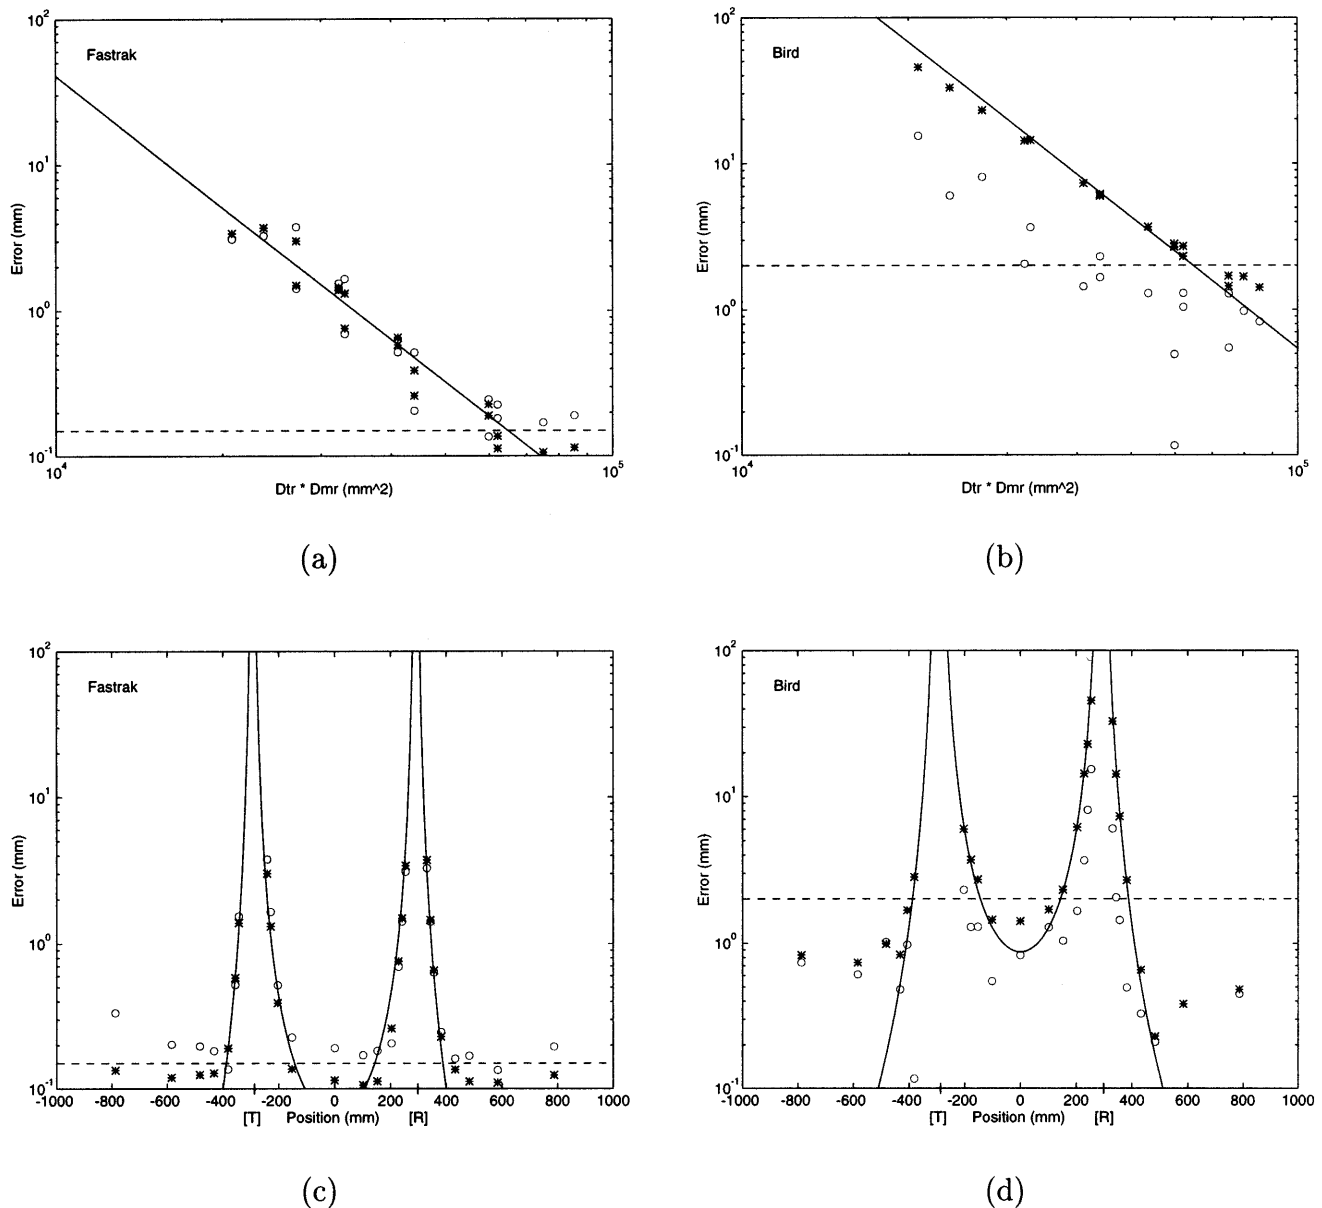 Fastrak
10^2
10^1
10^0
10^-1
Error (mm)
10^4
10^5
Dtr * Dmr (mm^2)
(a)
Bird
10^2
10^1
10^0
10^-1
Error (mm)
10^4
10^5
Dtr * Dmr (mm^2)
(b)
Fastrak
10^2
10^1
10^0
10^-1
Error (mm)
-1000 -800 -600 -400 -200 0 200 400 600 800 1000
[T] Position (mm) [R]
(c)
Bird
10^2
10^1
10^0
10^-1
Error (mm)
-1000 -800 -600 -400 -200 0 200 400 600 800 1000
[T] Position (mm) [R]
(d)